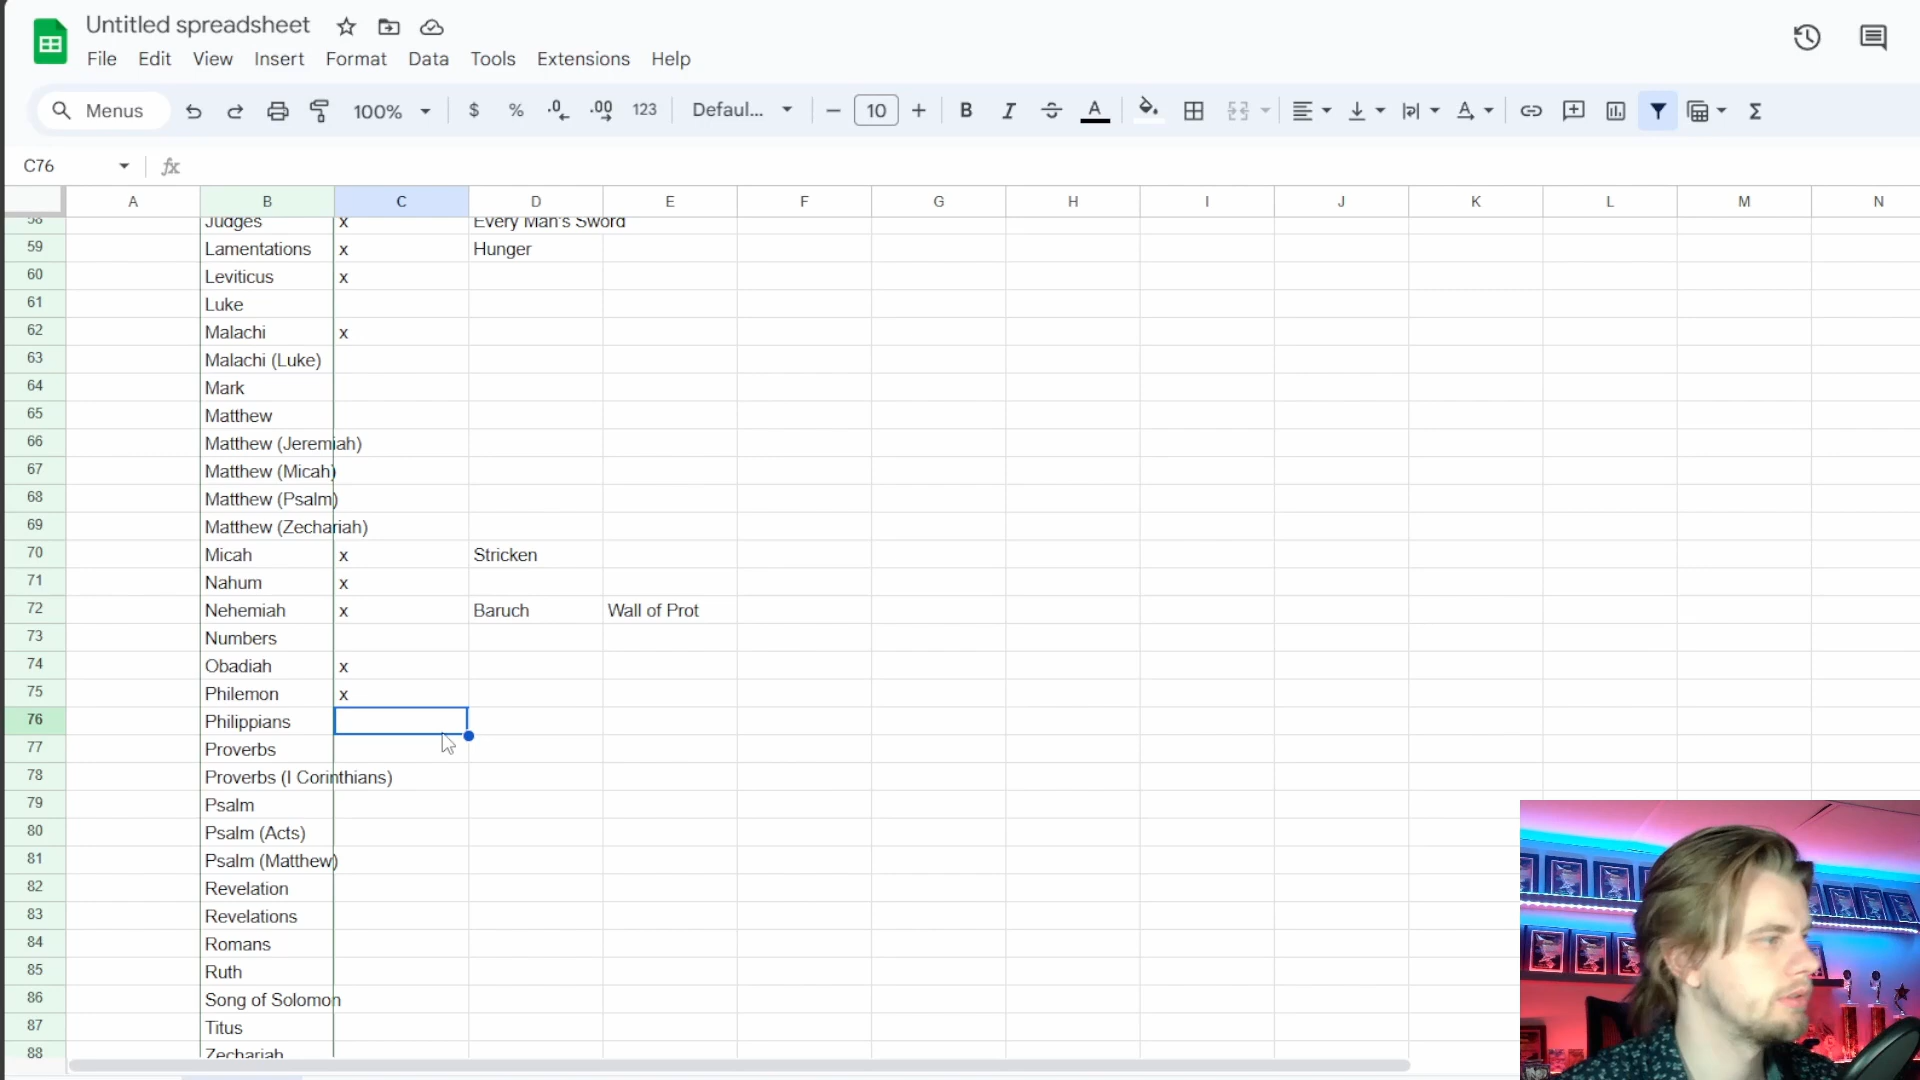 Untitled spreadsheet
File Edit View Insert Format Data Tools Extensions Help
Menus 100% $ % .0 .00 123 Defaul... 10 B I A
C76 fx
A B C D E F G H I J K L M N
58 Judges x Every Man's Sword
59 Lamentations x Hunger
60 Leviticus x
61 Luke
62 Malachi x
63 Malachi (Luke)
64 Mark
65 Matthew
66 Matthew (Jeremiah)
67 Matthew (Micah)
68 Matthew (Psalm)
69 Matthew (Zechariah)
70 Micah x Stricken
71 Nahum x
72 Nehemiah x Baruch Wall of Prot
73 Numbers
74 Obadiah x
75 Philemon x
76 Philippians
77 Proverbs
78 Proverbs (I Corinthians)
79 Psalm
80 Psalm (Acts)
81 Psalm (Matthew)
82 Revelation
83 Revelations
84 Romans
85 Ruth
86 Song of Solomon
87 Titus
88 Zechariah